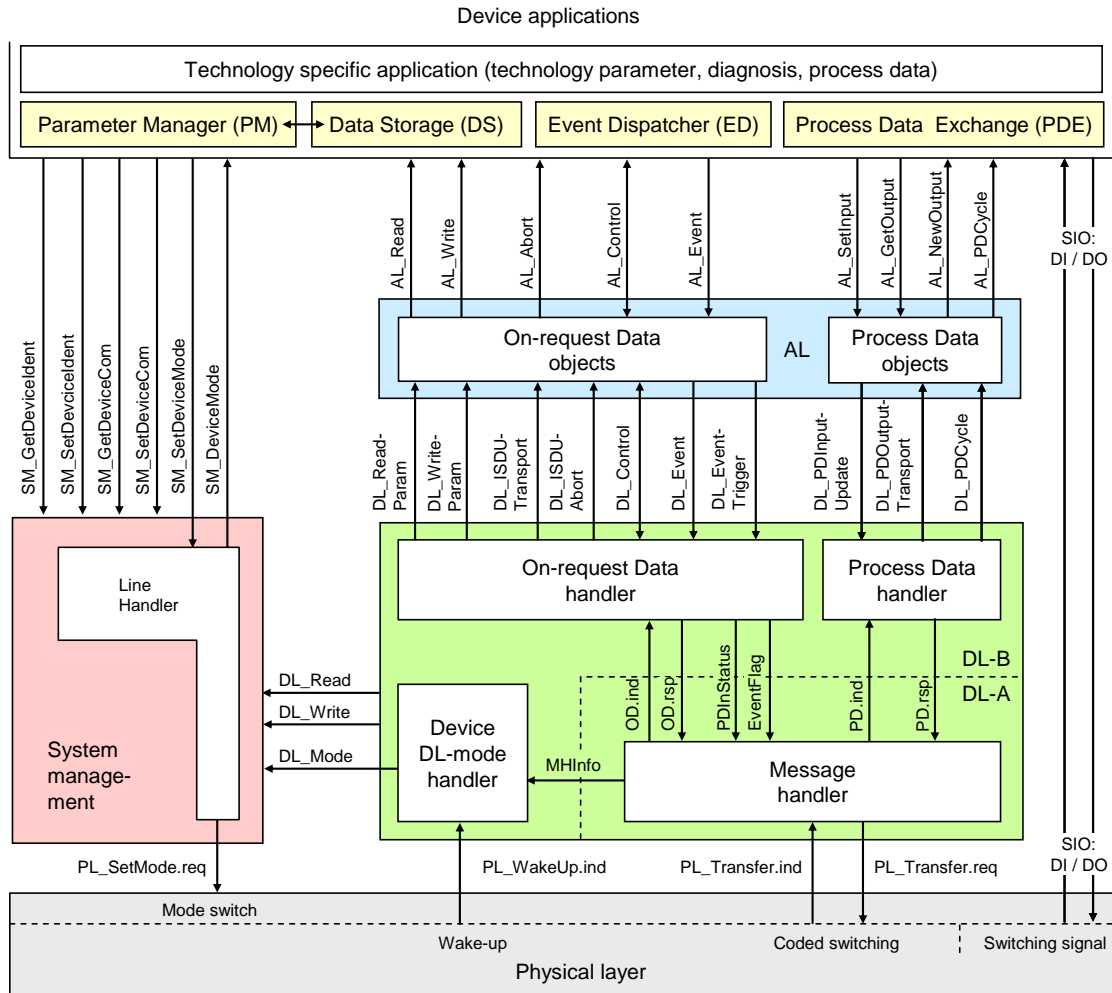 Device applications
Technology specific application (technology parameter, diagnosis, process data)
Parameter Manager (PM)
Data Storage (DS)
Event Dispatcher (ED)
Process Data Exchange (PDE)
SM_GetDeviceIdent
SM_SetDevciceIdent
SM_GetDeviceCom
SM_SetDeviceCom
SM_SetDeviceMode
SM_DeviceMode
AL_Read
AL_Write
AL_Abort
AL_Control
AL_Event
AL_SetInput
AL_GetOutput
AL_NewOutput
AL_PDCycle
SIO:
DI / DO
On-request Data
objects
AL
Process Data
objects
DL_Read-
Param
DL_Write-
Param
DL_ISDU-
Transport
DL_ISDU-
Abort
DL_Control
DL_Event
DL_Event-
Trigger
DL_PDInput-
Update
DL_PDOutput-
Transport
DL_PDCycle
Line
Handler
On-request Data
handler
Process Data
handler
DL-B
DL-A
OD.ind
OD.rsp
PDInStatus
EventFlag
PD.ind
PD.rsp
DL_Read
DL_Write
DL_Mode
System
manage-
ment
Device
DL-mode
handler
MHInfo
Message
handler
PL_SetMode.req
PL_WakeUp.ind
PL_Transfer.ind
PL_Transfer.req
SIO:
DI / DO
Mode switch
Wake-up
Coded switching
Switching signal
Physical layer